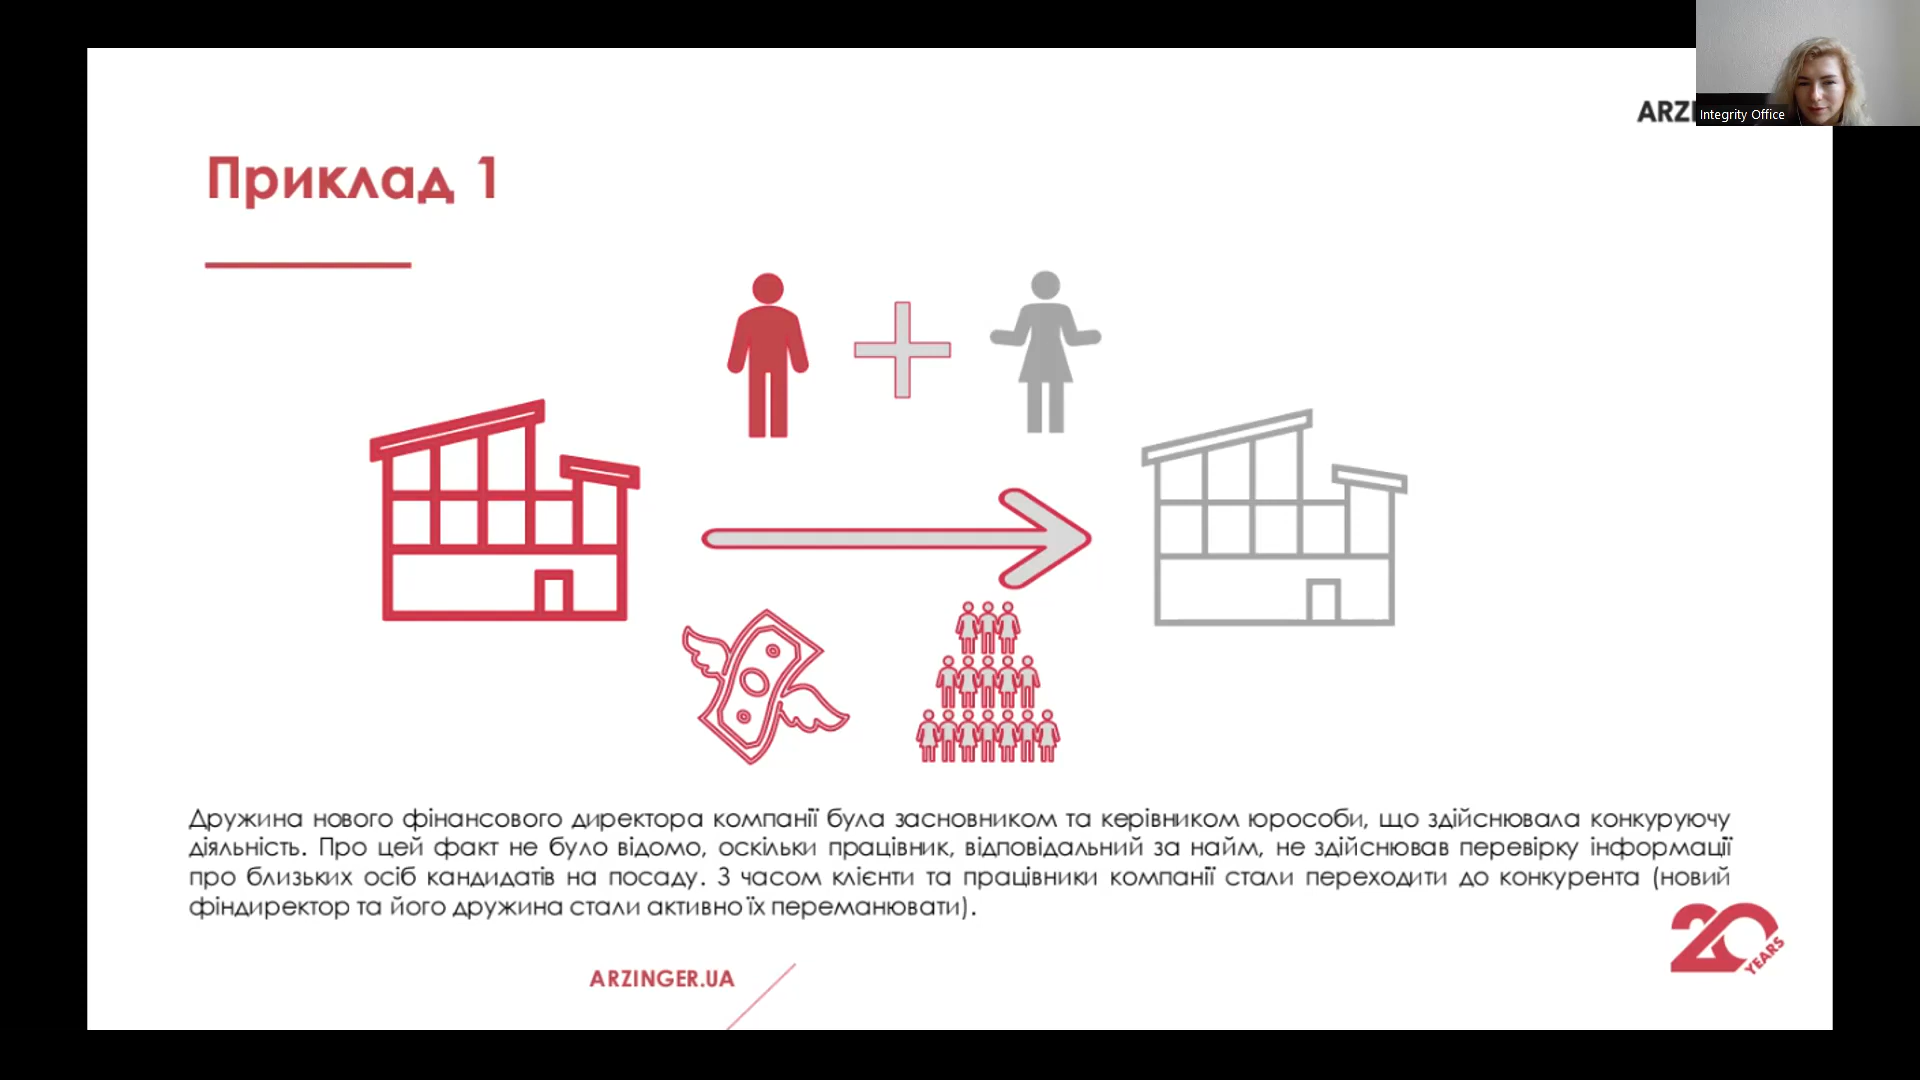 ARZI
Integrity Office
Приклад 1
Дружина нового фінансового директора компанії була засновником та керівником юрособи, що здійснювала конкуруючу
діяльність. Про цей факт не було відомо, оскільки працівник, відповідальний за найм, не здійснював перевірку інформації
про близьких осіб кандидатів на посаду. З часом клієнти та працівники компанії стали переходити до конкурента (новий
фіндиректор та його дружина стали активно їх переманювати).
20 YEARS
ARZINGER.UA